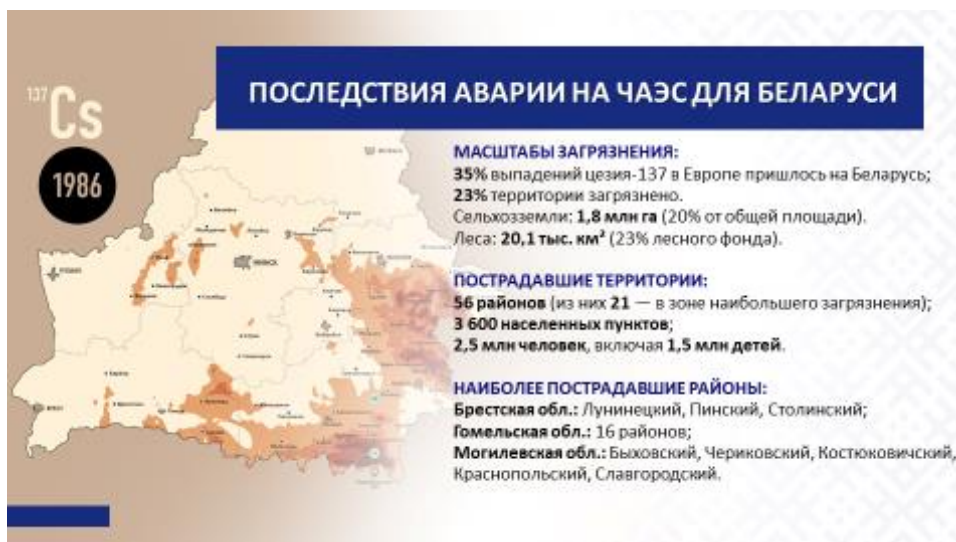 137
Cs
1986
ПОСЛЕДСТВИЯ АВАРИИ НА ЧАЭС ДЛЯ БЕЛАРУСИ
МАСШТАБЫ ЗАГРЯЗНЕНИЯ:
35% выпадений цезия-137 в Европе пришлось на Беларусь;
23% территории загрязнено.
Сельхозземли: 1,8 млн га (20% от общей площади).
Леса: 20,1 тыс. км² (23% лесного фонда).
ПОСТРАДАВШИЕ ТЕРРИТОРИИ:
56 районов (из них 21 — в зоне наибольшего загрязнения);
3 600 населенных пунктов;
2,5 млн человек, включая 1,5 млн детей.
НАИБОЛЕЕ ПОСТРАДАВШИЕ РАЙОНЫ:
Брестская обл.: Лунинецкий, Пинский, Столинский;
Гомельская обл.: 16 районов;
Могилевская обл.: Быховский, Чериковский, Костюковичский,
Краснопольский, Славгородский.